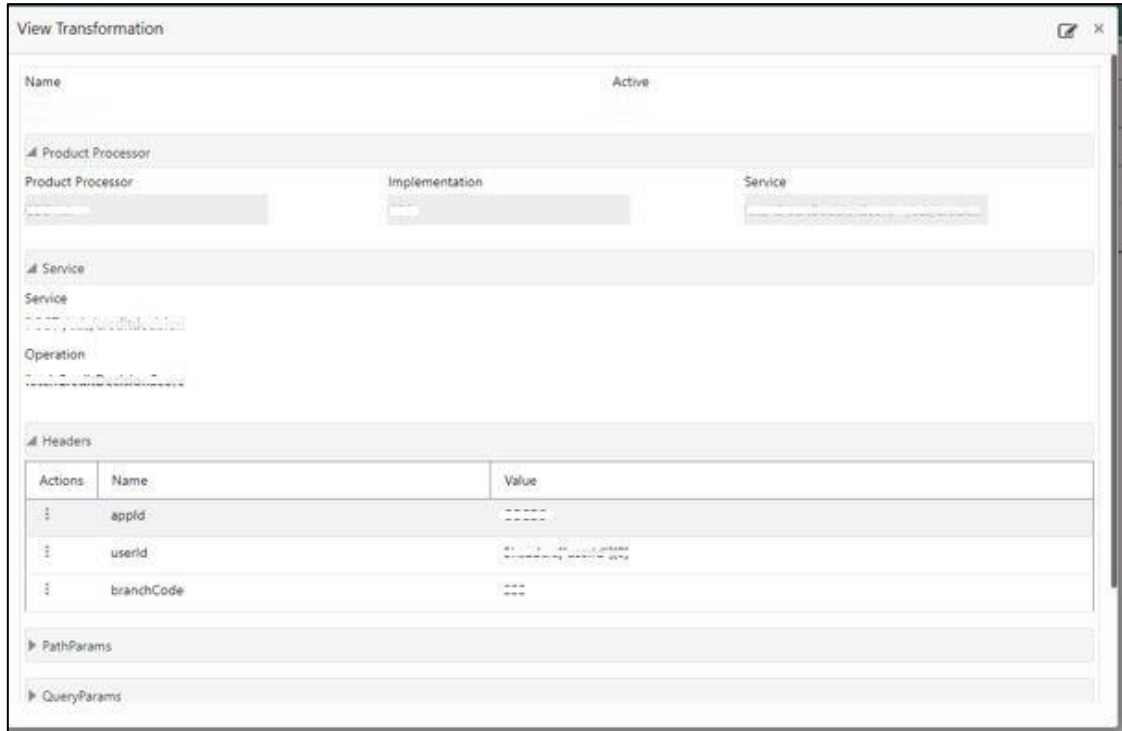 View Transformation
Name Active
Product Processor
Product Processor Implementation Service
Service
Service
Operation
Headers
Actions Name Value
appId
userId
branchCode
PathParams
QueryParams